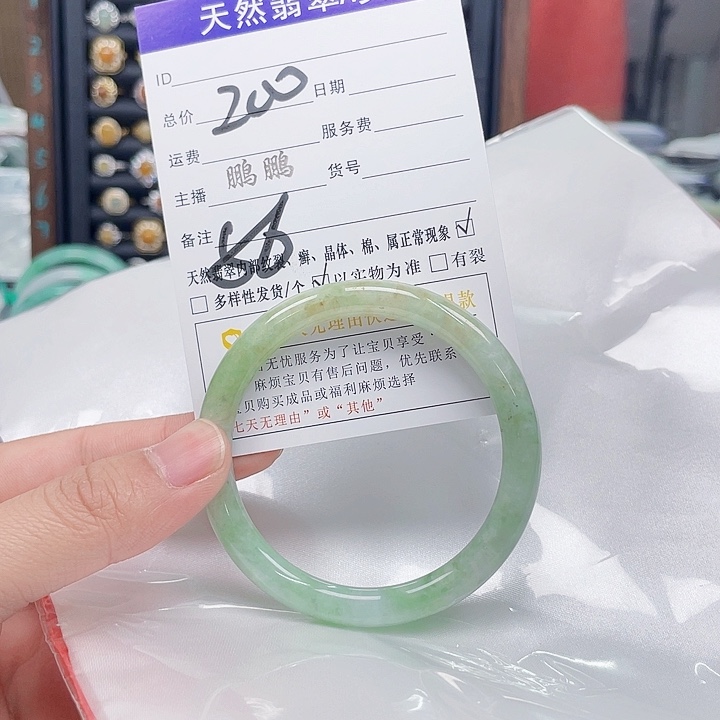 天然翡翠
ID
总价 200 日期
运费 服务费
主播 鹏鹏 货号
备注
天然翡翠内部纹裂、癣、晶体、棉、属正常现象 ☑
☐ 多样性发货/个 ☑ 以实物为准 ☐ 有裂
无理由 退款
无忧服务为了让宝贝享受
麻烦宝贝有售后问题，优先联系
贝购买成品或福利麻烦选择
七天无理由”或“其他”